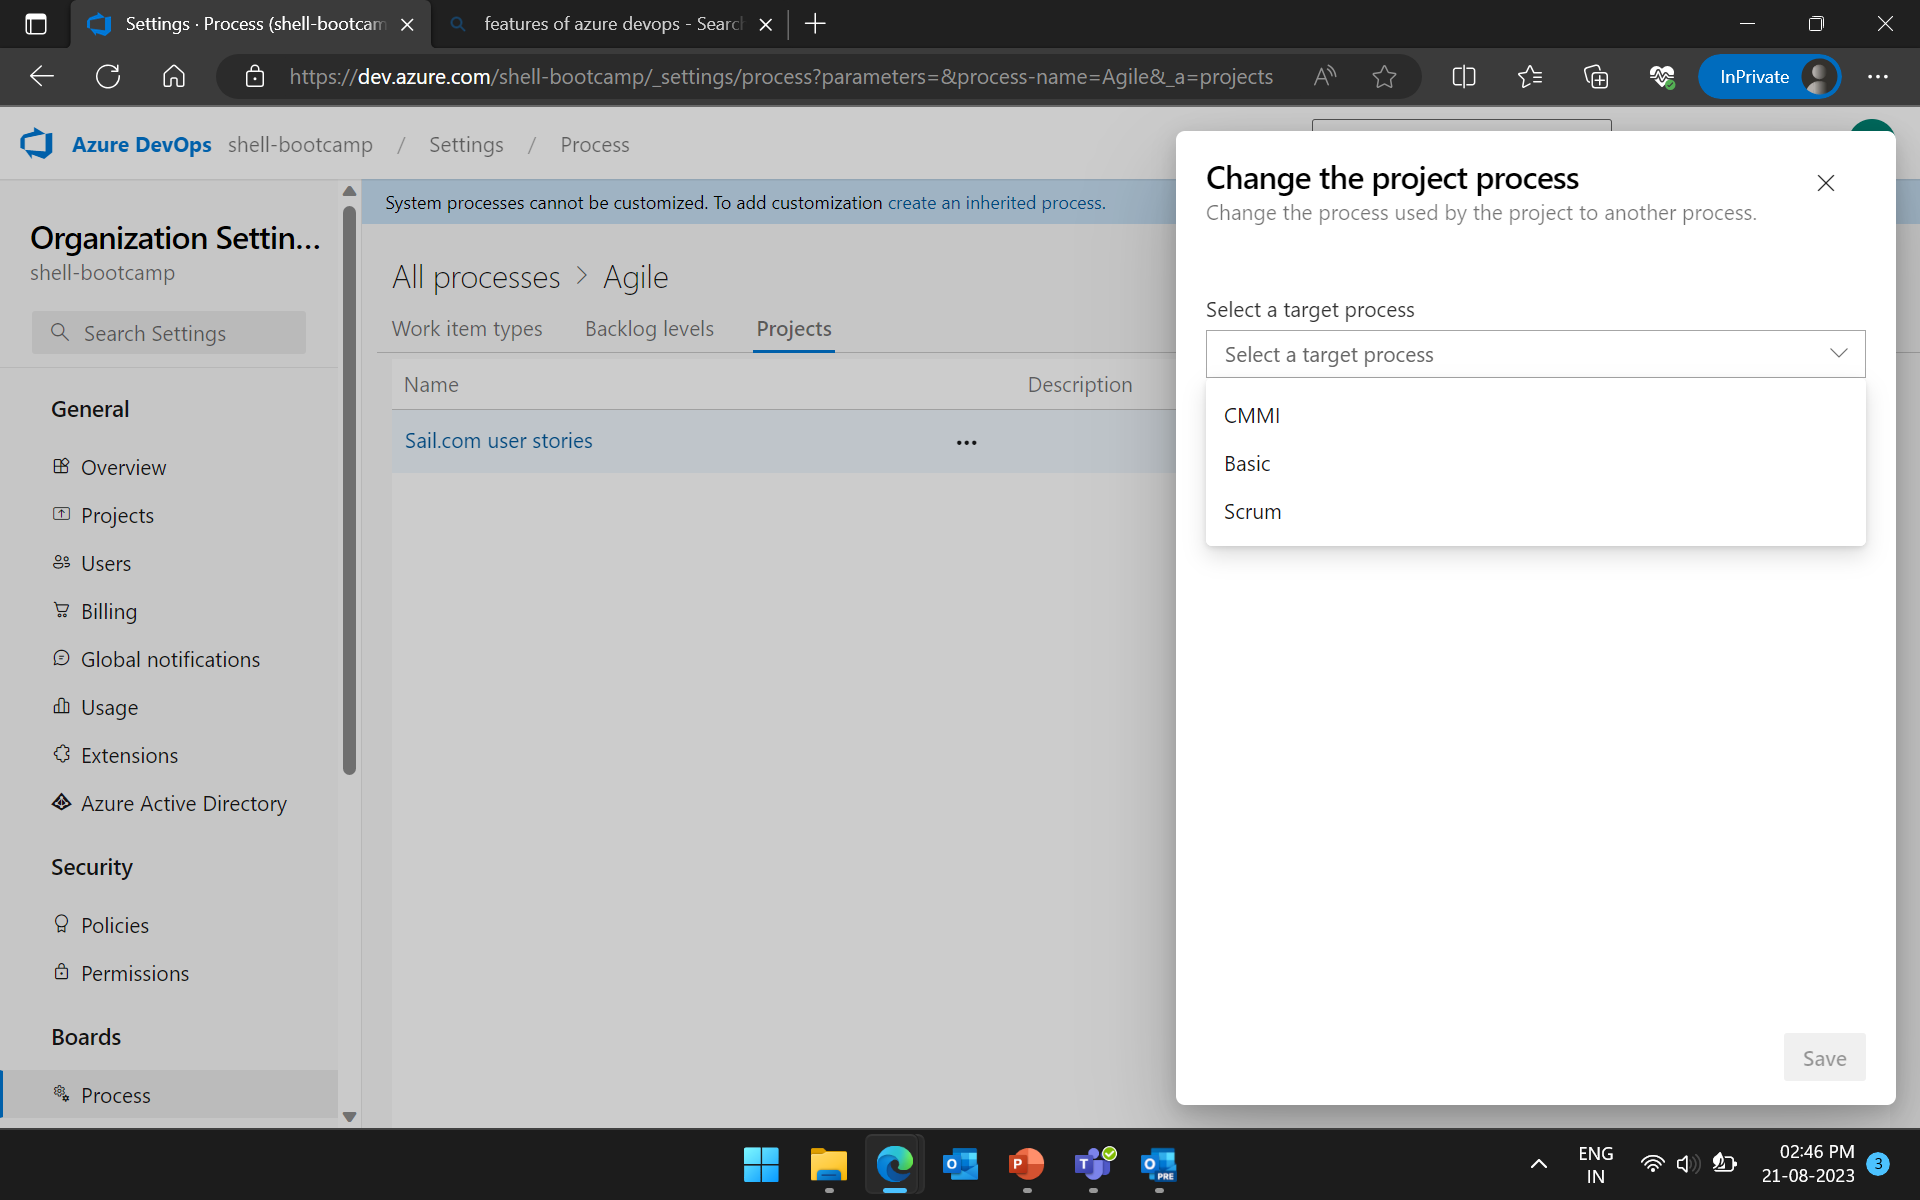 Settings · Process (shell-bootcam
features of azure devops - Search
https://dev.azure.com/shell-bootcamp/_settings/process?parameters=&process-name=Agile&_a=projects
InPrivate
Azure DevOps shell-bootcamp / Settings / Process
System processes cannot be customized. To add customization create an inherited process.
Organization Settin...
shell-bootcamp
Search Settings
General
Overview
Projects
Users
Billing
Global notifications
Usage
Extensions
Azure Active Directory
Security
Policies
Permissions
Boards
Process
All processes > Agile
Work item types Backlog levels Projects
Name Description
Sail.com user stories
Change the project process
Change the process used by the project to another process.
Select a target process
Select a target process
CMMI
Basic
Scrum
Save
ENG
IN
02:46 PM
21-08-2023
3
PRE